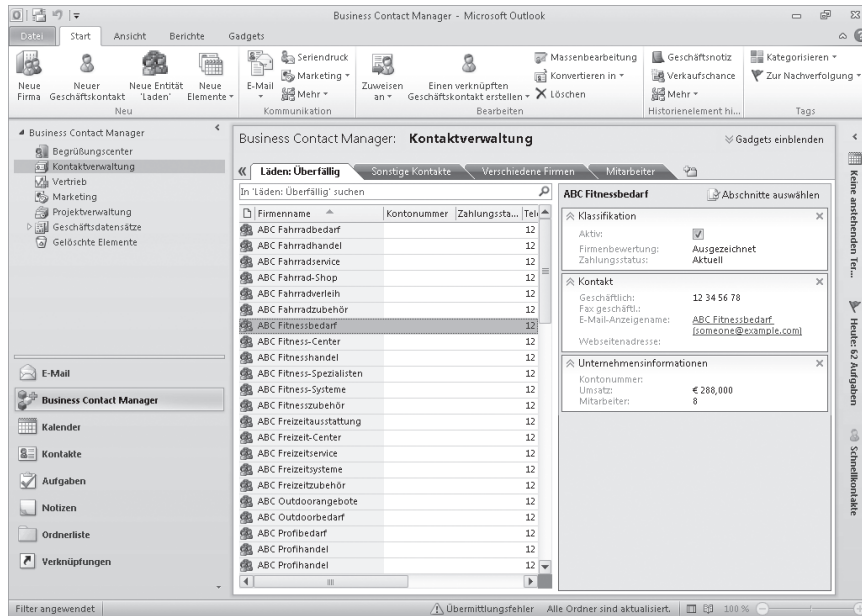 Business Contact Manager - Microsoft Outlook
Datei Start Ansicht Berichte Gadgets
Neue Firma
Neuer Geschäftskontakt
Neue Entität 'Laden'
Neue Elemente
Neu
E-Mail
Seriendruck
Marketing
Mehr
Kommunikation
Zuweisen an
Einen verknüpften Geschäftskontakt erstellen
Massenbearbeitung
Konvertieren in
Löschen
Bearbeiten
Geschäftsnotiz
Verkaufschance
Mehr
Historienelement hi...
Kategorisieren
Zur Nachverfolgung
Tags
Business Contact Manager
Begrüßungscenter
Kontaktverwaltung
Vertrieb
Marketing
Projektverwaltung
Geschäftsdatensätze
Gelöschte Elemente
E-Mail
Business Contact Manager
Kalender
Kontakte
Aufgaben
Notizen
Ordnerliste
Verknüpfungen
Business Contact Manager: Kontaktverwaltung
Gadgets einblenden
Läden: Überfällig Sonstige Kontakte Verschiedene Firmen Mitarbeiter
In 'Läden: Überfällig' suchen
Firmenname Kontonummer Zahlungssta... Tele
ABC Fahrradbedarf 12
ABC Fahrradhandel 12
ABC Fahrradservice 12
ABC Fahrrad-Shop 12
ABC Fahrradverleih 12
ABC Fahrradzubehör 12
ABC Fitnessbedarf 12
ABC Fitness-Center 12
ABC Fitnesshandel 12
ABC Fitness-Spezialisten 12
ABC Fitness-Systeme 12
ABC Fitnesszubehör 12
ABC Freizeitausstattung 12
ABC Freizeit-Center 12
ABC Freizeitservice 12
ABC Freizeitsysteme 12
ABC Freizeitzubehör 12
ABC Outdoorangebote 12
ABC Outdoorbedarf 12
ABC Profibedarf 12
ABC Profihandel 12
ABC Profihandel 12
ABC Fitnessbedarf
Abschnitte auswählen
Klassifikation
Aktiv:
Firmenbewertung: Ausgezeichnet
Zahlungsstatus: Aktuell
Kontakt
Geschäftlich: 12 34 56 78
Fax geschäftl.:
E-Mail-Anzeigename: ABC Fitnessbedarf
(someone@example.com)
Webseitenadresse:
Unternehmensinformationen
Kontonummer:
Umsatz: € 288,000
Mitarbeiter: 8
Keine anstehenden Ter...
Heute: 62 Aufgaben
Schnellkontakte
Filter angewendet
Übermittlungsfehler Alle Ordner sind aktualisiert. 100 %